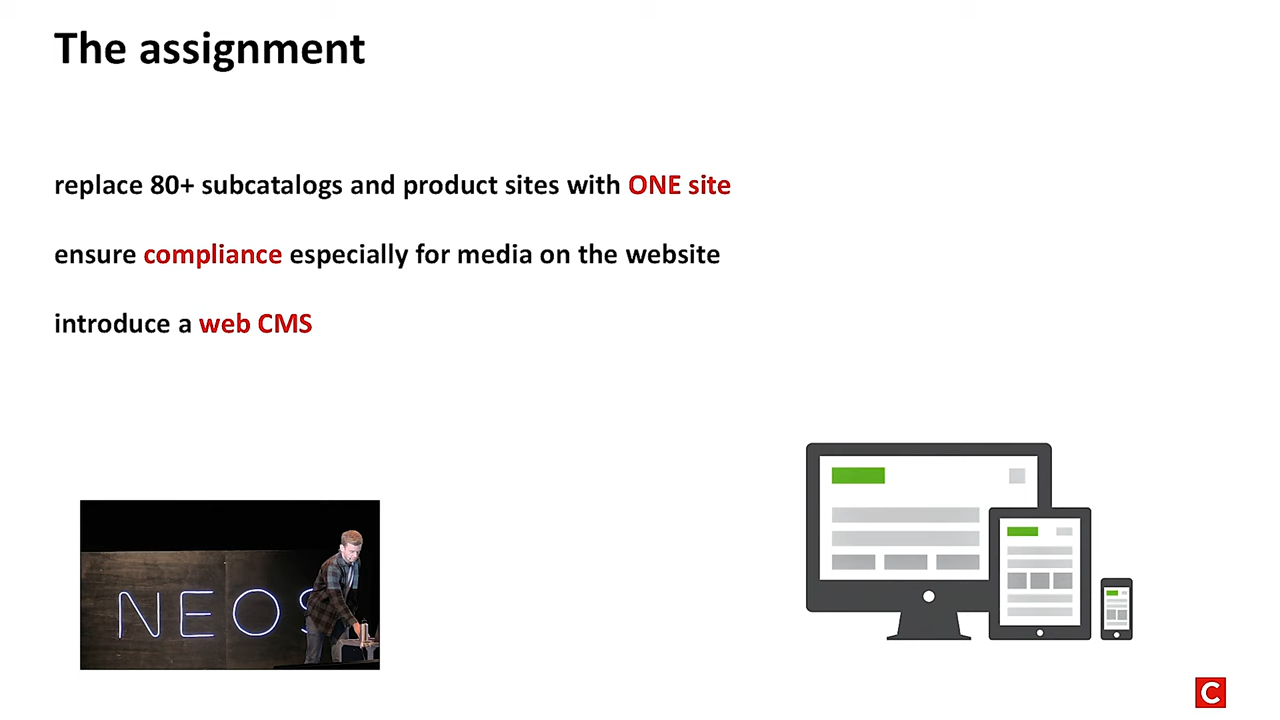 The assignment
replace 80+ subcatalogs and product sites with ONE site
ensure compliance especially for media on the website
introduce a web CMS
NEOS
C